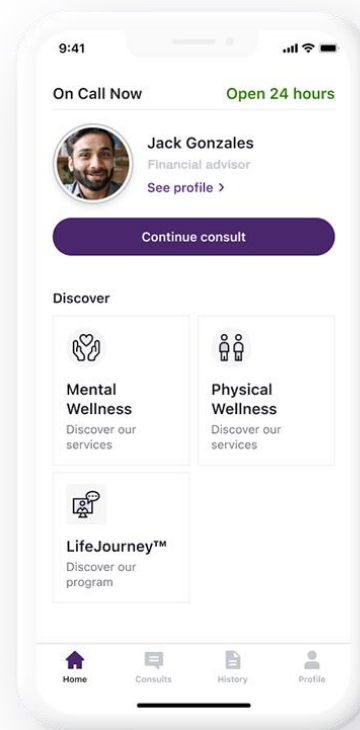 9:41
On Call Now
Open 24 hours
Jack Gonzales
Financial advisor
See profile >
Continue consult
Discover
Mental
Wellness
Discover our
services
Physical
Wellness
Discover our
services
LifeJourney™
Discover our
program
Home
Consults
History
Profile